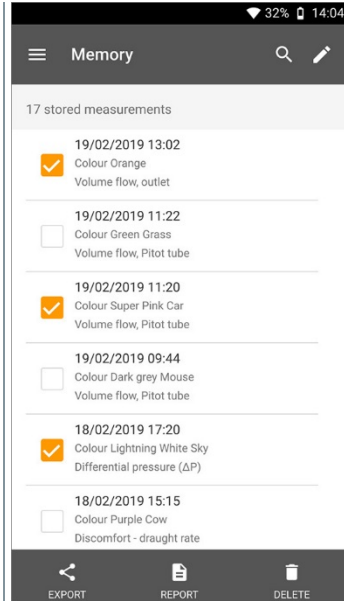 32% 14:04
Memory
17 stored measurements
19/02/2019 13:02
Colour Orange
Volume flow, outlet
19/02/2019 11:22
Colour Green Grass
Volume flow, Pitot tube
19/02/2019 11:20
Colour Super Pink Car
Volume flow, Pitot tube
19/02/2019 09:44
Colour Dark grey Mouse
Volume flow, Pitot tube
18/02/2019 17:20
Colour Lightning White Sky
Differential pressure (ΔP)
18/02/2019 15:15
Colour Purple Cow
Discomfort - draught rate
EXPORT REPORT DELETE